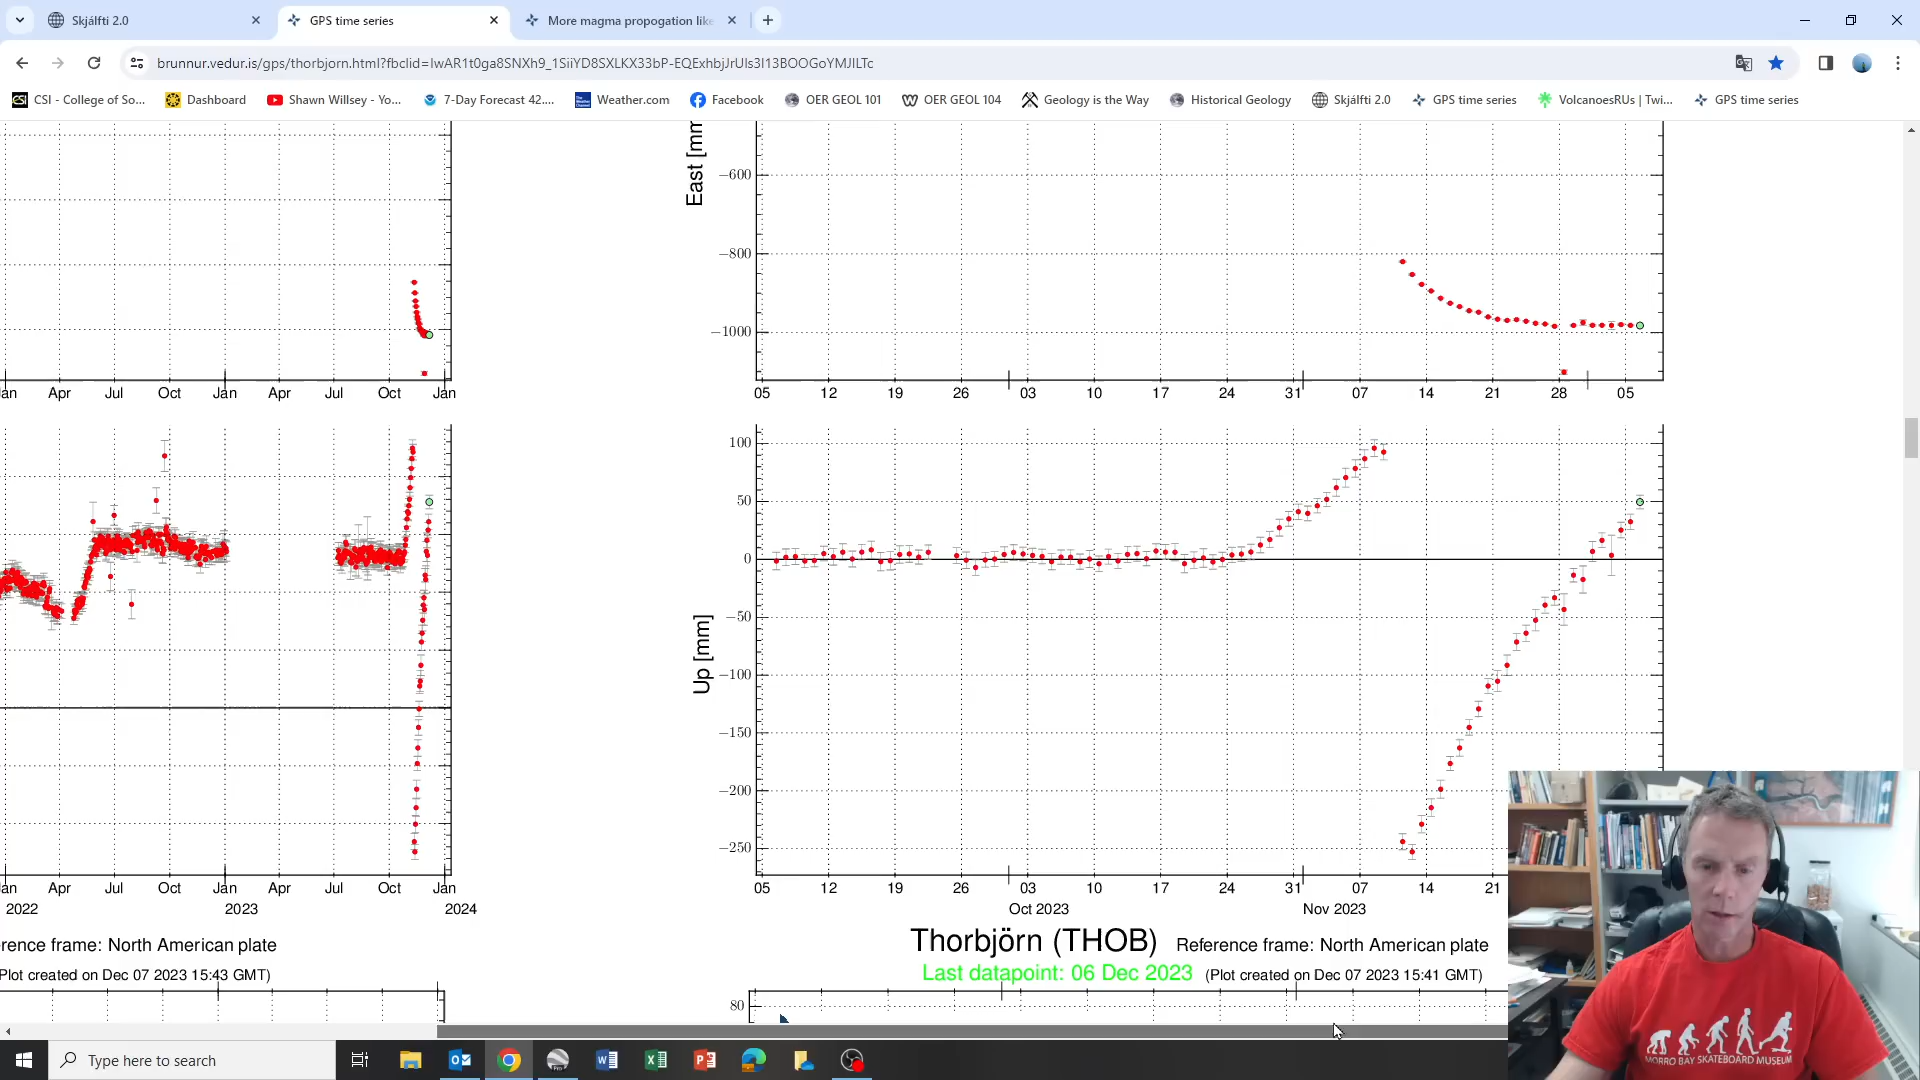 Skjálfti 2.0
GPS time series
More magma propogation like
brunnur.vedur.is/gps/thorbjorn.html?fbclid=IwAR1t0ga8SNXh9_1SiiYD8SXLKX33bP-EQExhbjJrUls3I13BOOGoYMJILTc
CSI - College of So...
Dashboard
Shawn Willsey - Yo...
7-Day Forecast 42....
Weather.com
Facebook
OER GEOL 101
OER GEOL 104
Geology is the Way
Historical Geology
Skjálfti 2.0
GPS time series
VolcanoesRUs | Twi...
GPS time series
East [mm
−600
−800
−1000
an Apr Jul Oct Jan Apr Jul Oct Jan
05 12 19 26 03 10 17 24 31 07 14 21 28 05
Up [mm]
100
50
0
−50
−100
−150
−200
−250
an Apr Jul Oct Jan Apr Jul Oct Jan
2022 2023 2024
05 12 19 26 03 10 17 24 31 07 14 21
Oct 2023 Nov 2023
rence frame: North American plate
Plot created on Dec 07 2023 15:43 GMT)
Thorbjörn (THOB) Reference frame: North American plate
Last datapoint: 06 Dec 2023 (Plot created on Dec 07 2023 15:41 GMT)
80
MORRO BAY SKATEBOARD MUSEUM
Type here to search